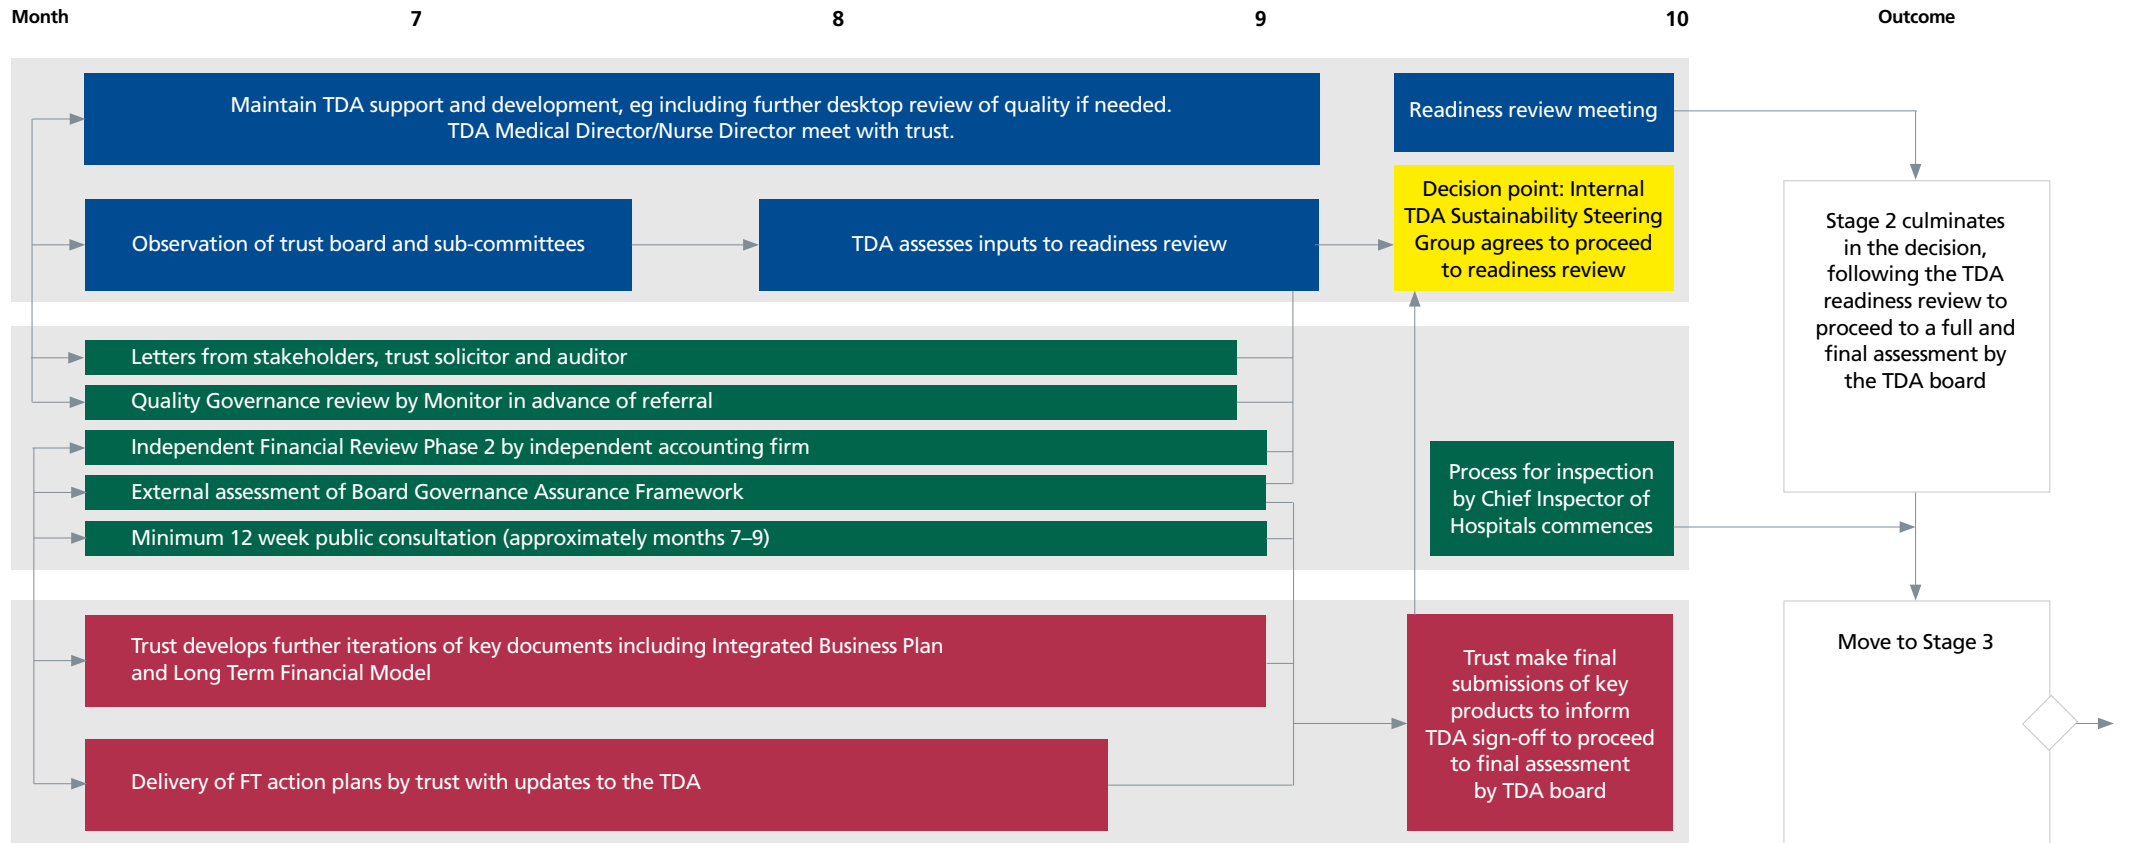 Month 7 8 9 10 Outcome
Maintain TDA support and development, eg including further desktop review of quality if needed.
TDA Medical Director/Nurse Director meet with trust.
Readiness review meeting
Observation of trust board and sub-committees
TDA assesses inputs to readiness review
Decision point: Internal
TDA Sustainability Steering
Group agrees to proceed
to readiness review
Stage 2 culminates
in the decision,
following the TDA
readiness review to
proceed to a full and
final assessment by
the TDA board
Letters from stakeholders, trust solicitor and auditor
Quality Governance review by Monitor in advance of referral
Independent Financial Review Phase 2 by independent accounting firm
External assessment of Board Governance Assurance Framework
Minimum 12 week public consultation (approximately months 7–9)
Process for inspection
by Chief Inspector of
Hospitals commences
Trust develops further iterations of key documents including Integrated Business Plan
and Long Term Financial Model
Delivery of FT action plans by trust with updates to the TDA
Trust make final
submissions of key
products to inform
TDA sign-off to proceed
to final assessment
by TDA board
Move to Stage 3